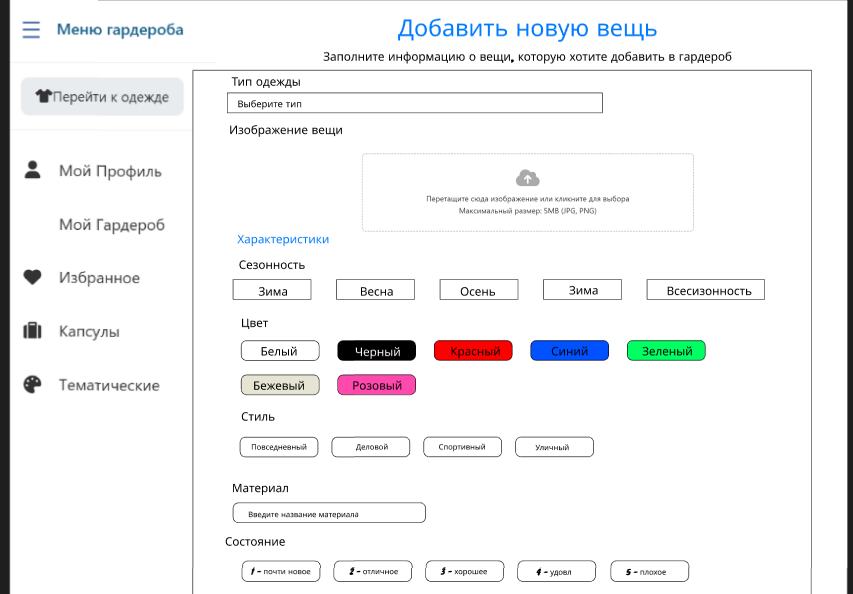 Меню гардероба
Перейти к одежде
Мой Профиль
Мой Гардероб
Избранное
Капсулы
Тематические
Добавить новую вещь
Заполните информацию о вещи, которую хотите добавить в гардероб
Тип одежды
Выберите тип
Изображение вещи
Перетащите сюда изображение или кликните для выбора
Максимальный размер: 5MB (JPG, PNG)
Характеристики
Сезонность
Зима Весна Осень Зима Всесизонность
Цвет
Белый Черный Красный Синий Зеленый
Бежевый Розовый
Стиль
Повседневный Деловой Спортивный Уличный
Материал
Введите название материала
Состояние
1 - почти новое 2 - отличное 3 - хорошее 4 - удовл 5 - плохое